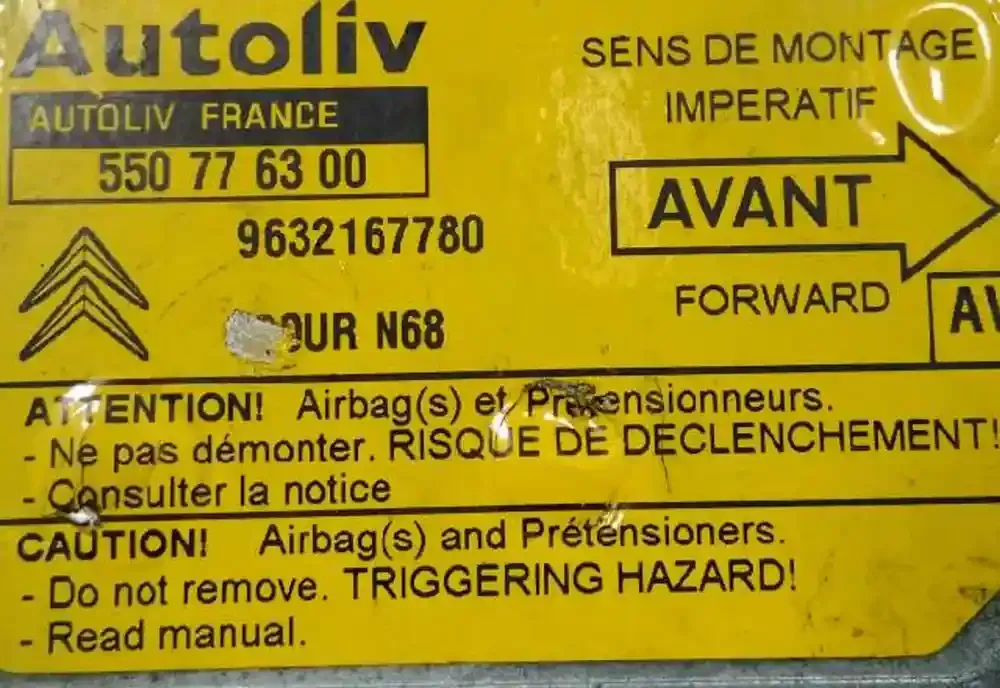 Autoliv
AUTOLIV FRANCE
550 77 63 00
9632167780
N68
SENS DE MONTAGE
IMPERATIF
AVANT
FORWARD
ATTENTION! Airbag(s) et Prétensionneurs.
- Ne pas démonter. RISQUE DE DECLENCHEMENT!
- Consulter la notice
CAUTION! Airbag(s) and Prétensioners.
- Do not remove. TRIGGERING HAZARD!
- Read manual.